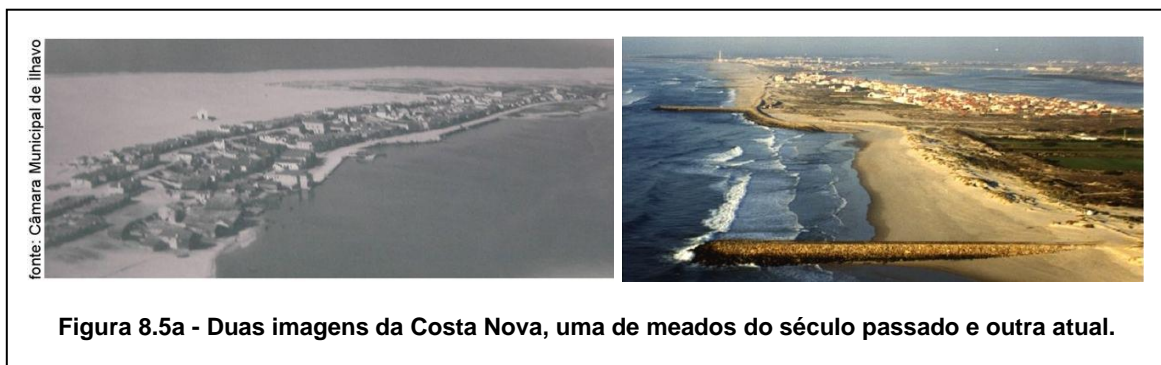 fonte: Câmara Municipal de ílhavo
Figura 8.5a - Duas imagens da Costa Nova, uma de meados do século passado e outra atual.